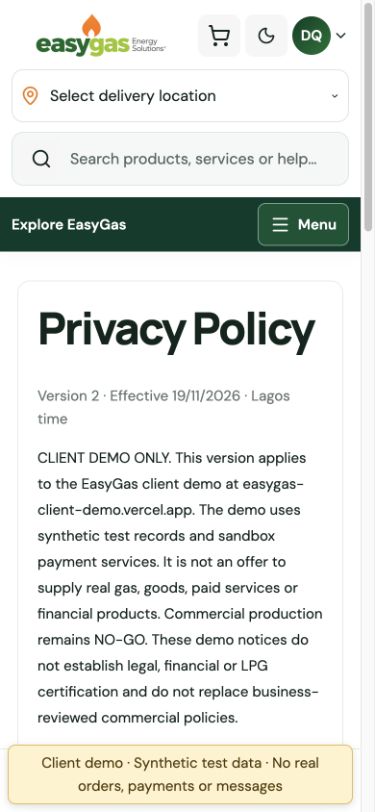 easygas Energy Solutions
DQ
Select delivery location
Search products, services or help...
Explore EasyGas
Menu
Privacy Policy
Version 2 · Effective 19/11/2026 · Lagos
time
CLIENT DEMO ONLY. This version applies
to the EasyGas client demo at easygas-
client-demo.vercel.app. The demo uses
synthetic test records and sandbox
payment services. It is not an offer to
supply real gas, goods, paid services or
financial products. Commercial production
remains NO-GO. These demo notices do
not establish legal, financial or LPG
certification and do not replace business-
reviewed commercial policies.
Client demo · Synthetic test data · No real
orders, payments or messages